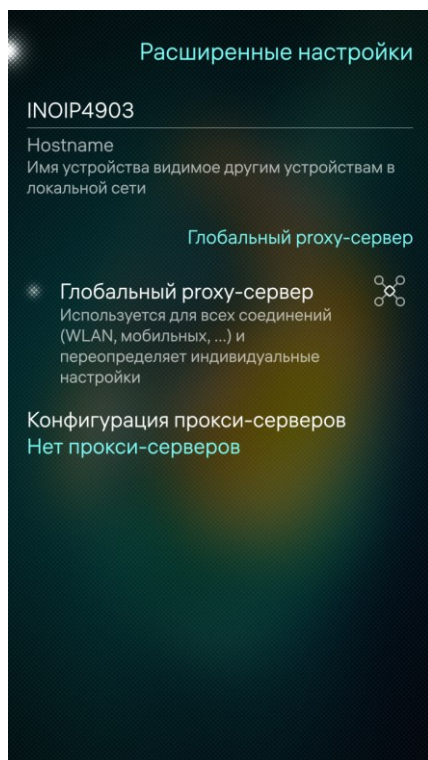 Расширенные настройки
INOIP4903
Hostname
Имя устройства видимое другим устройствам в
локальной сети
Глобальный proxy-сервер
Глобальный proxy-сервер
Используется для всех соединений
(WLAN, мобильных, ...) и
переопределяет индивидуальные
настройки
Конфигурация прокси-серверов
Нет прокси-серверов